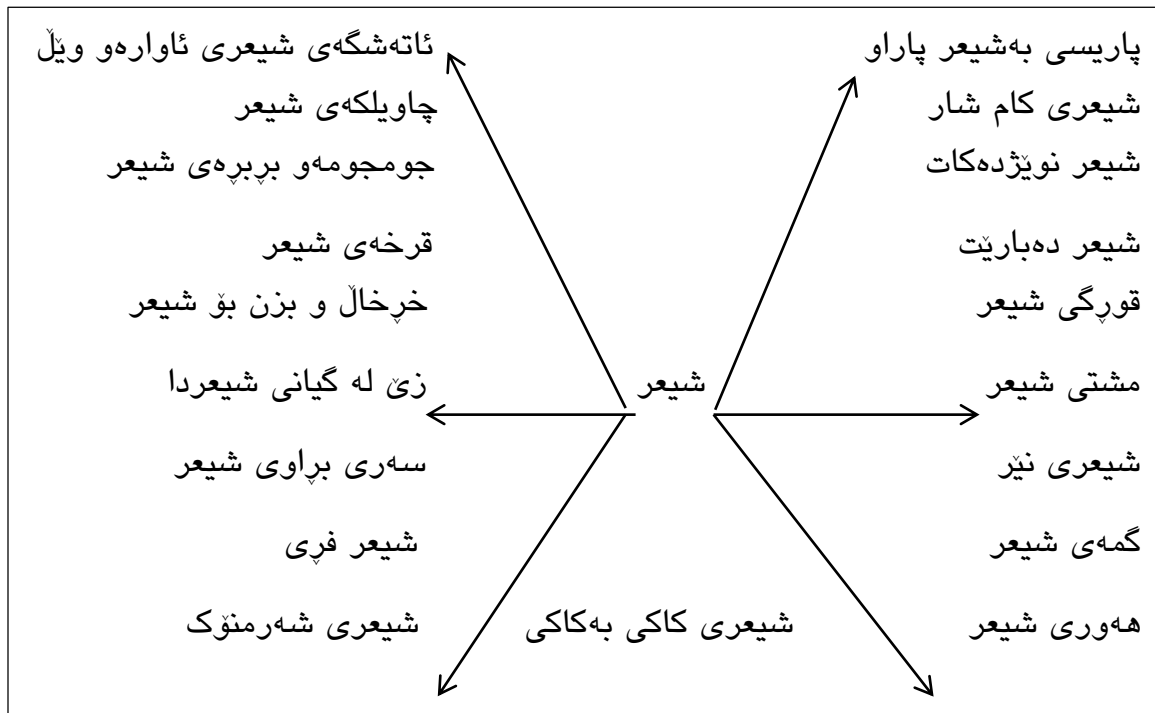 پاریسی بەشیعر پاراو
ئاتەشگەی شیعری ئاوارەو وێڵ
شیعری کام شار
چاویلکەی شیعر
شیعر نوێژدەکات
جومجومەو بڕبڕەی شیعر
شیعر دەبارێت
قرخەی شیعر
قوڕگی شیعر
خڕخاڵ و بزن بۆ شیعر
مشتی شیعر
شیعر
زێ لە گیانی شیعردا
شیعری نێر
سەری بڕاوی شیعر
گمەی شیعر
شیعر فڕی
هەوری شیعر
شیعری کاکی بەکاکی
شیعری شەرمنۆک